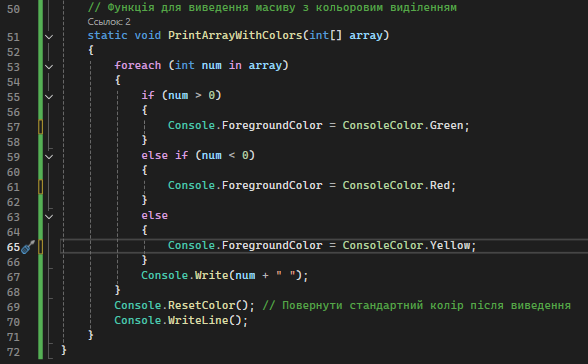 50 // Функція для виведення масиву з кольоровим виділенням
Ссылок: 2
51 static void PrintArrayWithColors(int[] array)
52 {
53 foreach (int num in array)
54 {
55 if (num > 0)
56 {
57 Console.ForegroundColor = ConsoleColor.Green;
58 }
59 else if (num < 0)
60 {
61 Console.ForegroundColor = ConsoleColor.Red;
62 }
63 else
64 {
65 Console.ForegroundColor = ConsoleColor.Yellow;
66 }
67 Console.Write(num + " ");
68 }
69 Console.ResetColor(); // Повернути стандартний колір після виведення
70 Console.WriteLine();
71 }
72 }